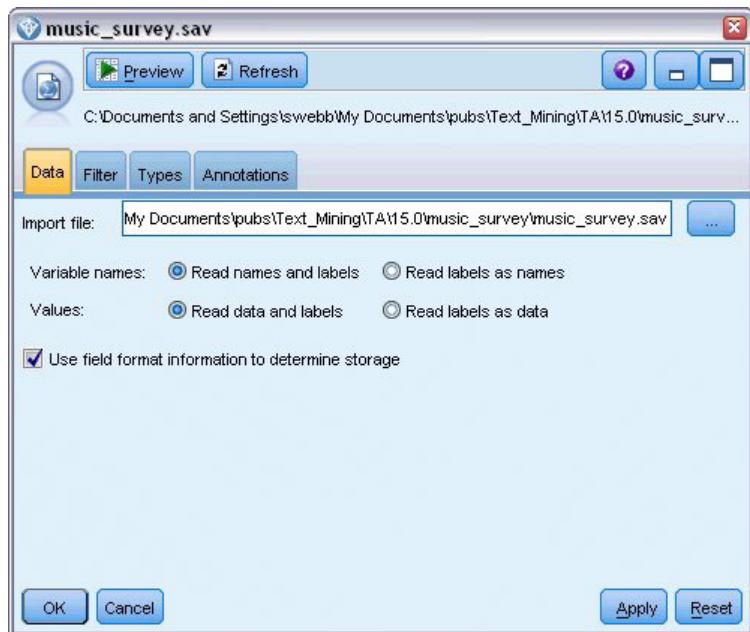 music_survey.sav
Preview Refresh ?
C:\Documents and Settings\swebb\My Documents\pubs\Text_Mining\TA\15.0\music_surv...
Data Filter Types Annotations
Import file: My Documents\pubs\Text_Mining\TA\15.0\music_survey\music_survey.sav ...
Variable names: Read names and labels Read labels as names
Values: Read data and labels Read labels as data
Use field format information to determine storage
OK Cancel Apply Reset